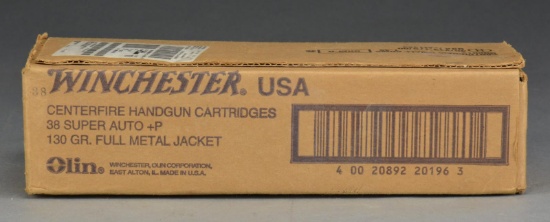 38 WINCHESTER® USA
CENTERFIRE HANDGUN CARTRIDGES
38 SUPER AUTO +P
130 GR. FULL METAL JACKET
Olin® WINCHESTER, OLIN CORPORATION,
EAST ALTON, IL. MADE IN U.S.A.
4 00 20892 20196 3